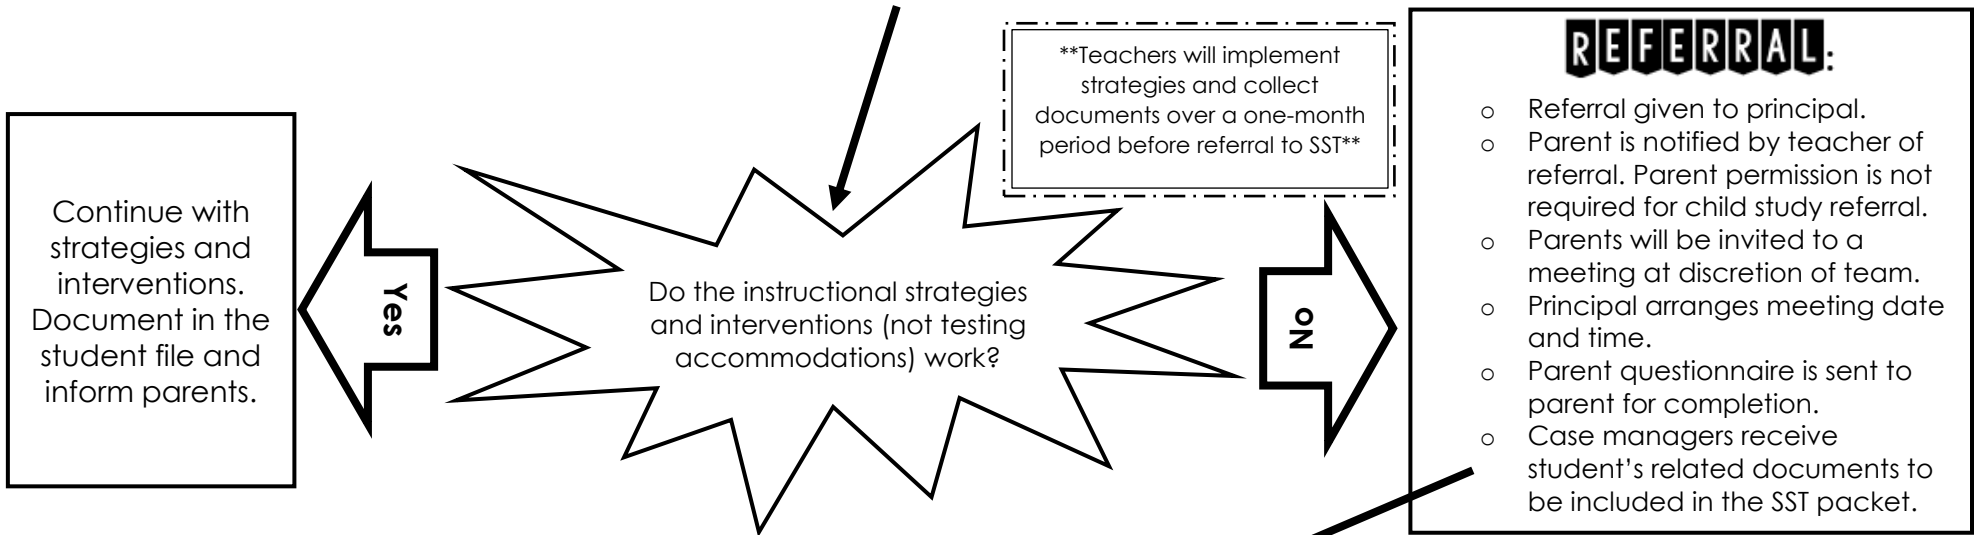 Continue with
strategies and
interventions.
Document in the
student file and
inform parents.
Yes
Do the instructional strategies
and interventions (not testing
accommodations) work?
**Teachers will implement
strategies and collect
documents over a one-month
period before referral to SST**
No
REFERRAL:
o Referral given to principal.
o Parent is notified by teacher of
referral. Parent permission is not
required for child study referral.
o Parents will be invited to a
meeting at discretion of team.
o Principal arranges meeting date
and time.
o Parent questionnaire is sent to
parent for completion.
o Case managers receive
student’s related documents to
be included in the SST packet.